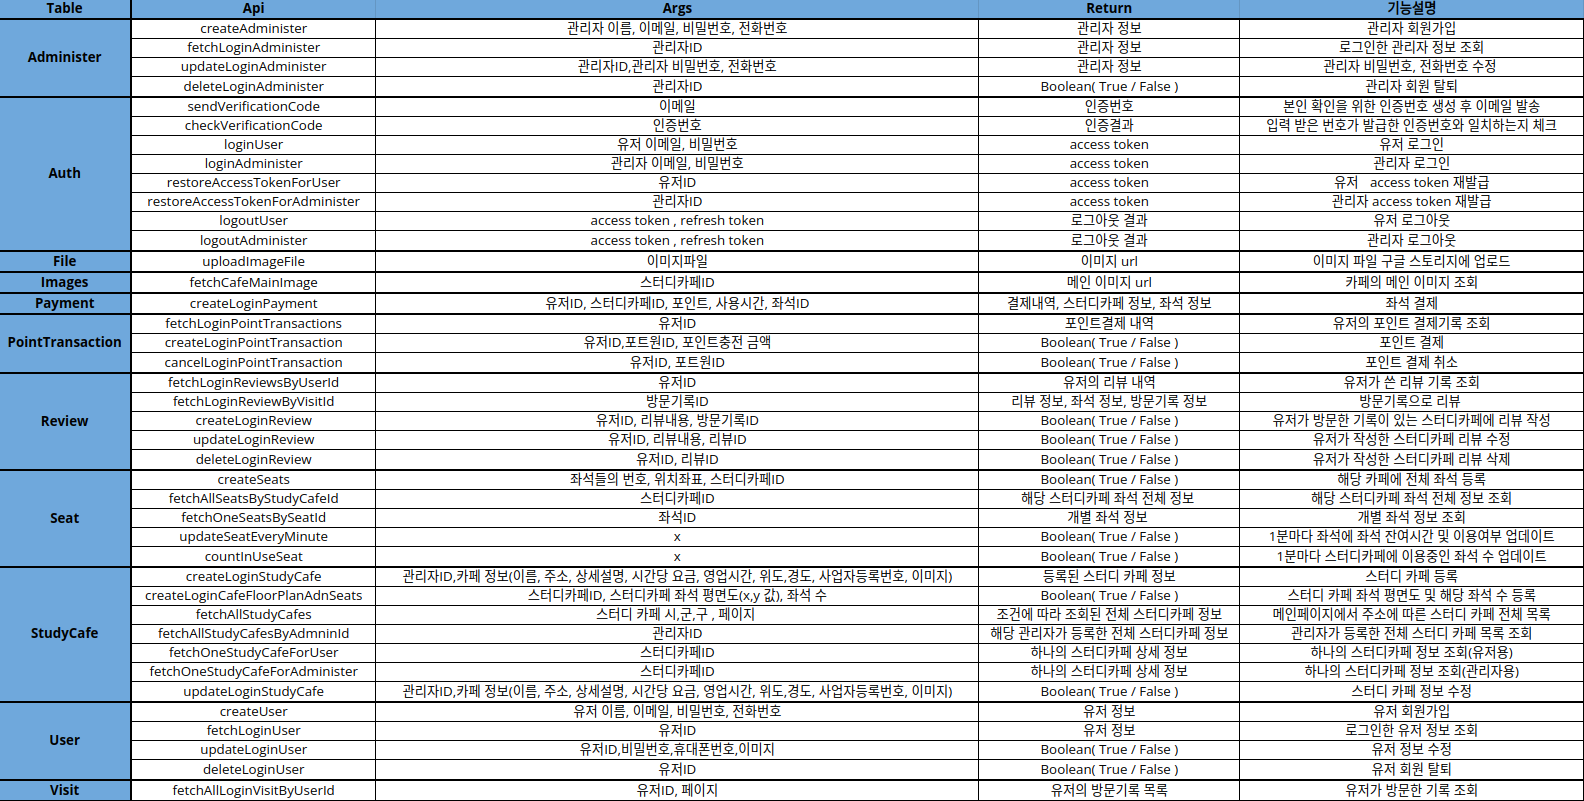 Table Api Args Return 기능설명
Administer
createAdminister 관리자 이름, 이메일, 비밀번호, 전화번호 관리자 정보 관리자 회원가입
fetchLoginAdminister 관리자ID 관리자 정보 로그인한 관리자 정보 조회
updateLoginAdminister 관리자ID,관리자 비밀번호, 전화번호 관리자 정보 관리자 비밀번호, 전화번호 수정
deleteLoginAdminister 관리자ID Boolean( True / False ) 관리자 회원 탈퇴
Auth
sendVerificationCode 이메일 인증번호 본인 확인을 위한 인증번호 생성 후 이메일 발송
checkVerificationCode 인증번호 인증결과 입력 받은 번호가 발급한 인증번호와 일치하는지 체크
loginUser 유저 이메일, 비밀번호 access token 유저 로그인
loginAdminister 관리자 이메일, 비밀번호 access token 관리자 로그인
restoreAccessTokenForUser 유저ID access token 유저 access token 재발급
restoreAccessTokenForAdminister 관리자ID access token 관리자 access token 재발급
logoutUser access token , refresh token 로그아웃 결과 유저 로그아웃
logoutAdminister access token , refresh token 로그아웃 결과 관리자 로그아웃
File uploadImageFile 이미지파일 이미지 url 이미지 파일 구글 스토리지에 업로드
Images fetchCafeMainImage 스터디카페ID 메인 이미지 url 카페의 메인 이미지 조회
Payment createLoginPayment 유저ID, 스터디카페ID, 포인트, 사용시간, 좌석ID 결제내역, 스터디카페 정보, 좌석 정보 좌석 결제
PointTransaction
fetchLoginPointTransactions 유저ID 포인트결제 내역 유저의 포인트 결제기록 조회
createLoginPointTransaction 유저ID,포트원ID, 포인트충전 금액 Boolean( True / False ) 포인트 결제
cancelLoginPointTransaction 유저ID, 포트원ID Boolean( True / False ) 포인트 결제 취소
Review
fetchLoginReviewsByUserId 유저ID 유저의 리뷰 내역 유저가 쓴 리뷰 기록 조회
fetchLoginReviewByVisitId 방문기록ID 리뷰 정보, 좌석 정보, 방문기록 정보 방문기록으로 리뷰
createLoginReview 유저ID, 리뷰내용, 방문기록ID Boolean( True / False ) 유저가 방문한 기록이 있는 스터디카페에 리뷰 작성
updateLoginReview 유저ID, 리뷰내용, 리뷰ID Boolean( True / False ) 유저가 작성한 스터디카페 리뷰 수정
deleteLoginReview 유저ID, 리뷰ID Boolean( True / False ) 유저가 작성한 스터디카페 리뷰 삭제
Seat
createSeats 좌석들의 번호, 위치좌표, 스터디카페ID Boolean( True / False ) 해당 카페에 전체 좌석 등록
fetchAllSeatsByStudyCafeId 스터디카페ID 해당 스터디카페 좌석 전체 정보 해당 스터디카페 좌석 전체 정보 조회
fetchOneSeatsBySeatId 좌석ID 개별 좌석 정보 개별 좌석 정보 조회
updateSeatEveryMinute x Boolean( True / False ) 1분마다 좌석에 좌석 잔여시간 및 이용여부 업데이트
countInUseSeat x Boolean( True / False ) 1분마다 스터디카페에 이용중인 좌석 수 업데이트
StudyCafe
createLoginStudyCafe 관리자ID,카페 정보(이름, 주소, 상세설명, 시간당 요금, 영업시간, 위도,경도, 사업자등록번호, 이미지) 등록된 스터디 카페 정보 스터디 카페 등록
createLoginCafeFloorPlanAdnSeats 스터디카페ID, 스터디카페 좌석 평면도(x,y 값), 좌석 수 Boolean( True / False ) 스터디 카페 좌석 평면도 및 해당 좌석 수 등록
fetchAllStudyCafes 스터디 카페 시,군,구 , 페이지 조건에 따라 조회된 전체 스터디카페 정보 메인페이지에서 주소에 따른 스터디 카페 전체 목록
fetchAllStudyCafesByAdmninId 관리자ID 해당 관리자가 등록한 전체 스터디카페 정보 관리자가 등록한 전체 스터디 카페 목록 조회
fetchOneStudyCafeForUser 스터디카페ID 하나의 스터디카페 상세 정보 하나의 스터디카페 정보 조회(유저용)
fetchOneStudyCafeForAdminister 스터디카페ID 하나의 스터디카페 상세 정보 하나의 스터디카페 정보 조회(관리자용)
updateLoginStudyCafe 관리자ID,카페 정보(이름, 주소, 상세설명, 시간당 요금, 영업시간, 위도,경도, 사업자등록번호, 이미지) Boolean( True / False ) 스터디 카페 정보 수정
User
createUser 유저 이름, 이메일, 비밀번호, 전화번호 유저 정보 유저 회원가입
fetchLoginUser 유저ID 유저 정보 로그인한 유저 정보 조회
updateLoginUser 유저ID,비밀번호,휴대폰번호,이미지 Boolean( True / False ) 유저 정보 수정
deleteLoginUser 유저ID Boolean( True / False ) 유저 회원 탈퇴
Visit fetchAllLoginVisitByUserId 유저ID, 페이지 유저의 방문기록 목록 유저가 방문한 기록 조회